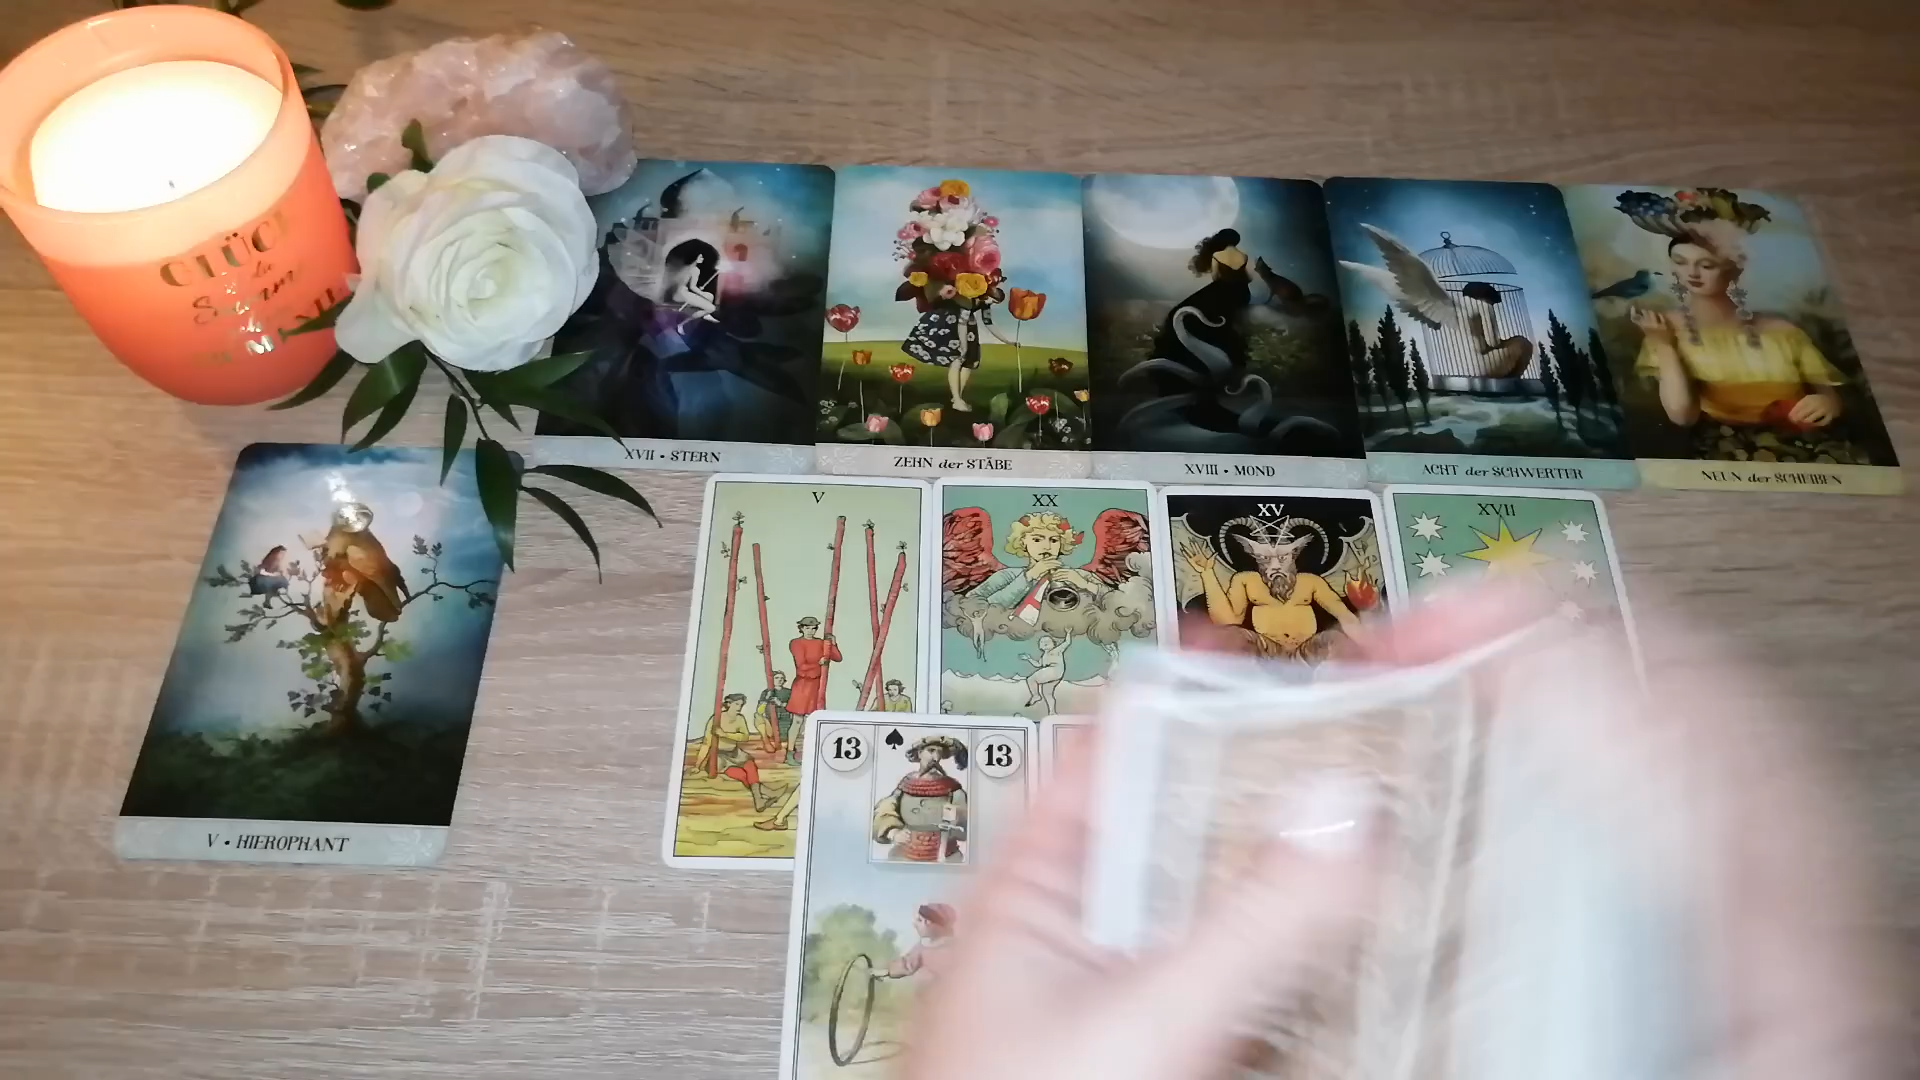 GLÜCK
XVII • STERN
ZEHN der STÄBE
XVIII • MOND
ACHT der SCHWERTER
NEUN der SCHEIBEN
V • HIEROPHANT
V
XX
XV
XVII
13
13